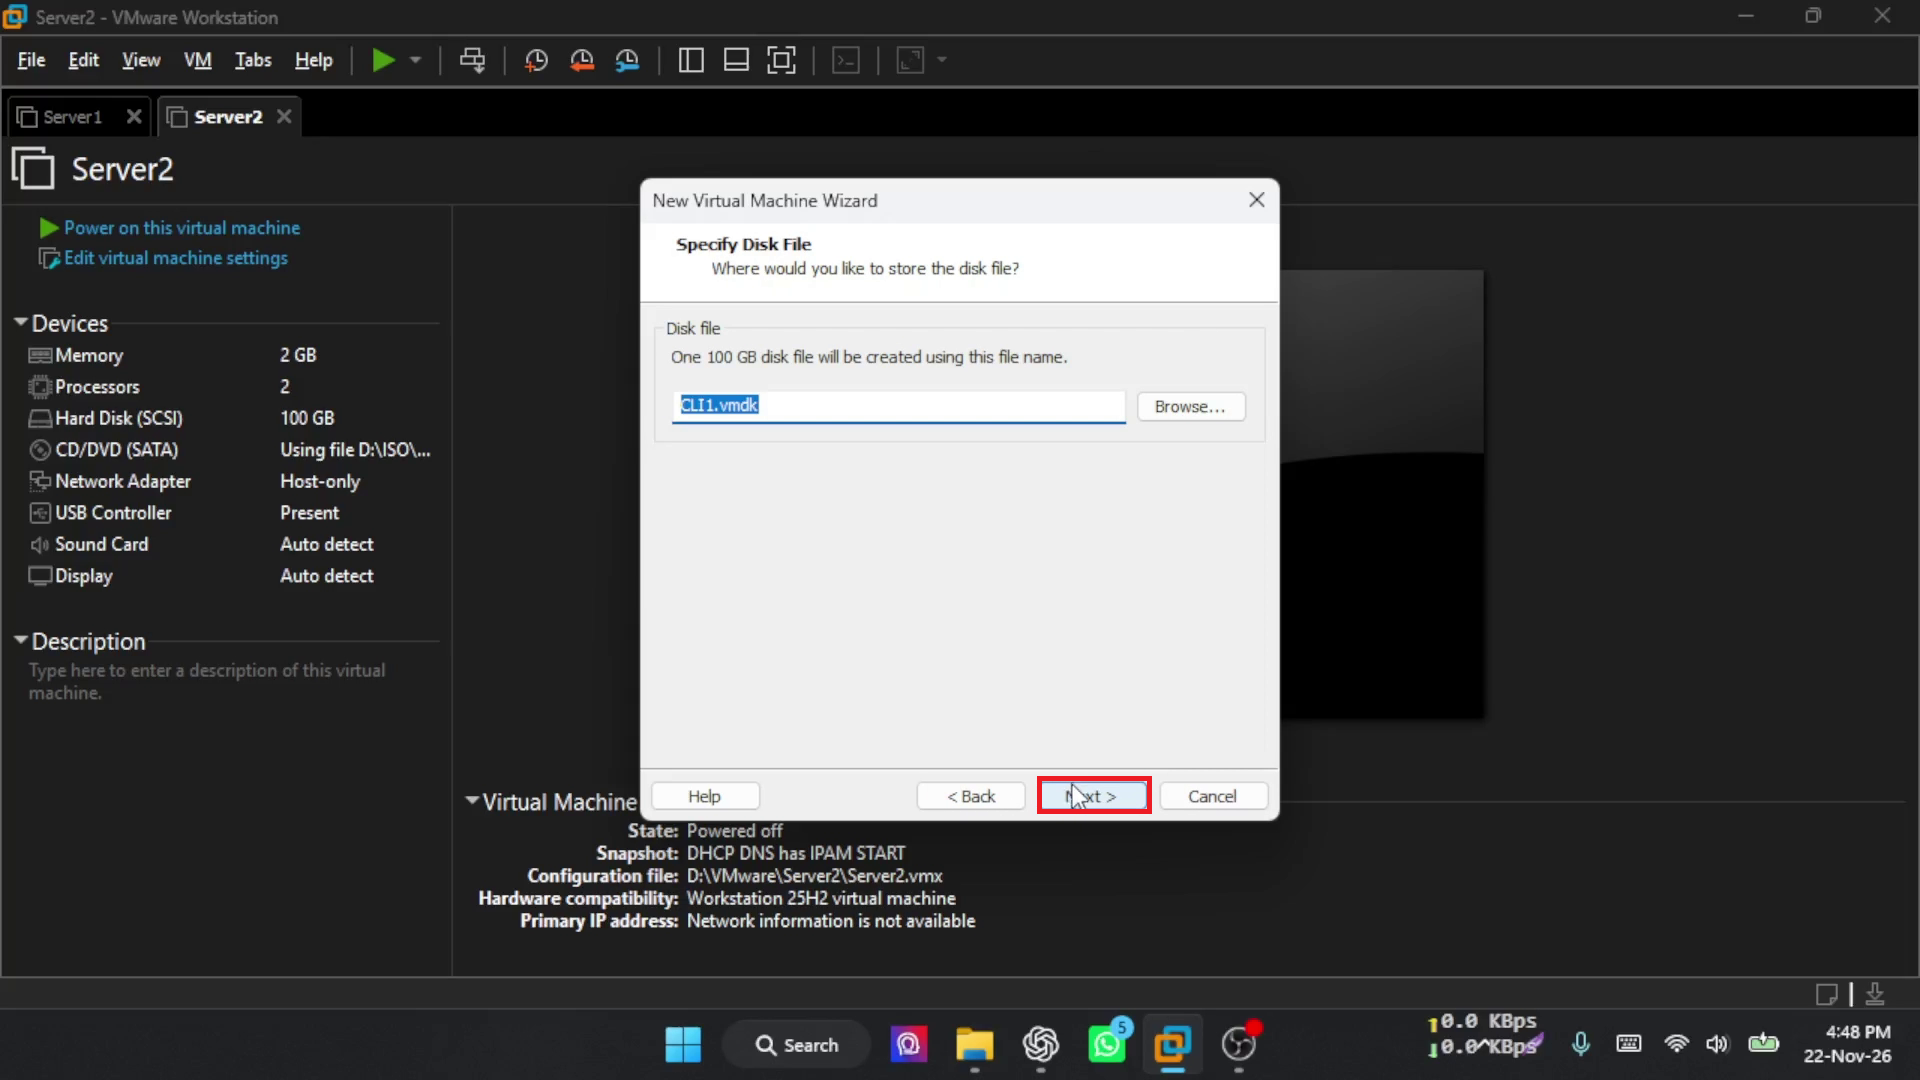 Server2 - VMware Workstation
File Edit View VM Tabs Help
Server1 Server2
Server2
Power on this virtual machine
Edit virtual machine settings
Devices
Memory 2 GB
Processors 2
Hard Disk (SCSI) 100 GB
CD/DVD (SATA) Using file D:\ISO\...
Network Adapter Host-only
USB Controller Present
Sound Card Auto detect
Display Auto detect
Description
Type here to enter a description of this virtual
machine.
New Virtual Machine Wizard
Specify Disk File
Where would you like to store the disk file?
Disk file
One 100 GB disk file will be created using this file name.
CLI1.vmdk Browse...
Help < Back >
Cancel
Virtual Machine
State: Powered off
Snapshot: DHCP DNS has IPAM START
Configuration file: D:\VMware\Server2\Server2.vmx
Hardware compatibility: Workstation 25H2 virtual machine
Primary IP address: Network information is not available
Search
5
0.0 KBps
0.0 KBps
4:48 PM
22-Nov-26